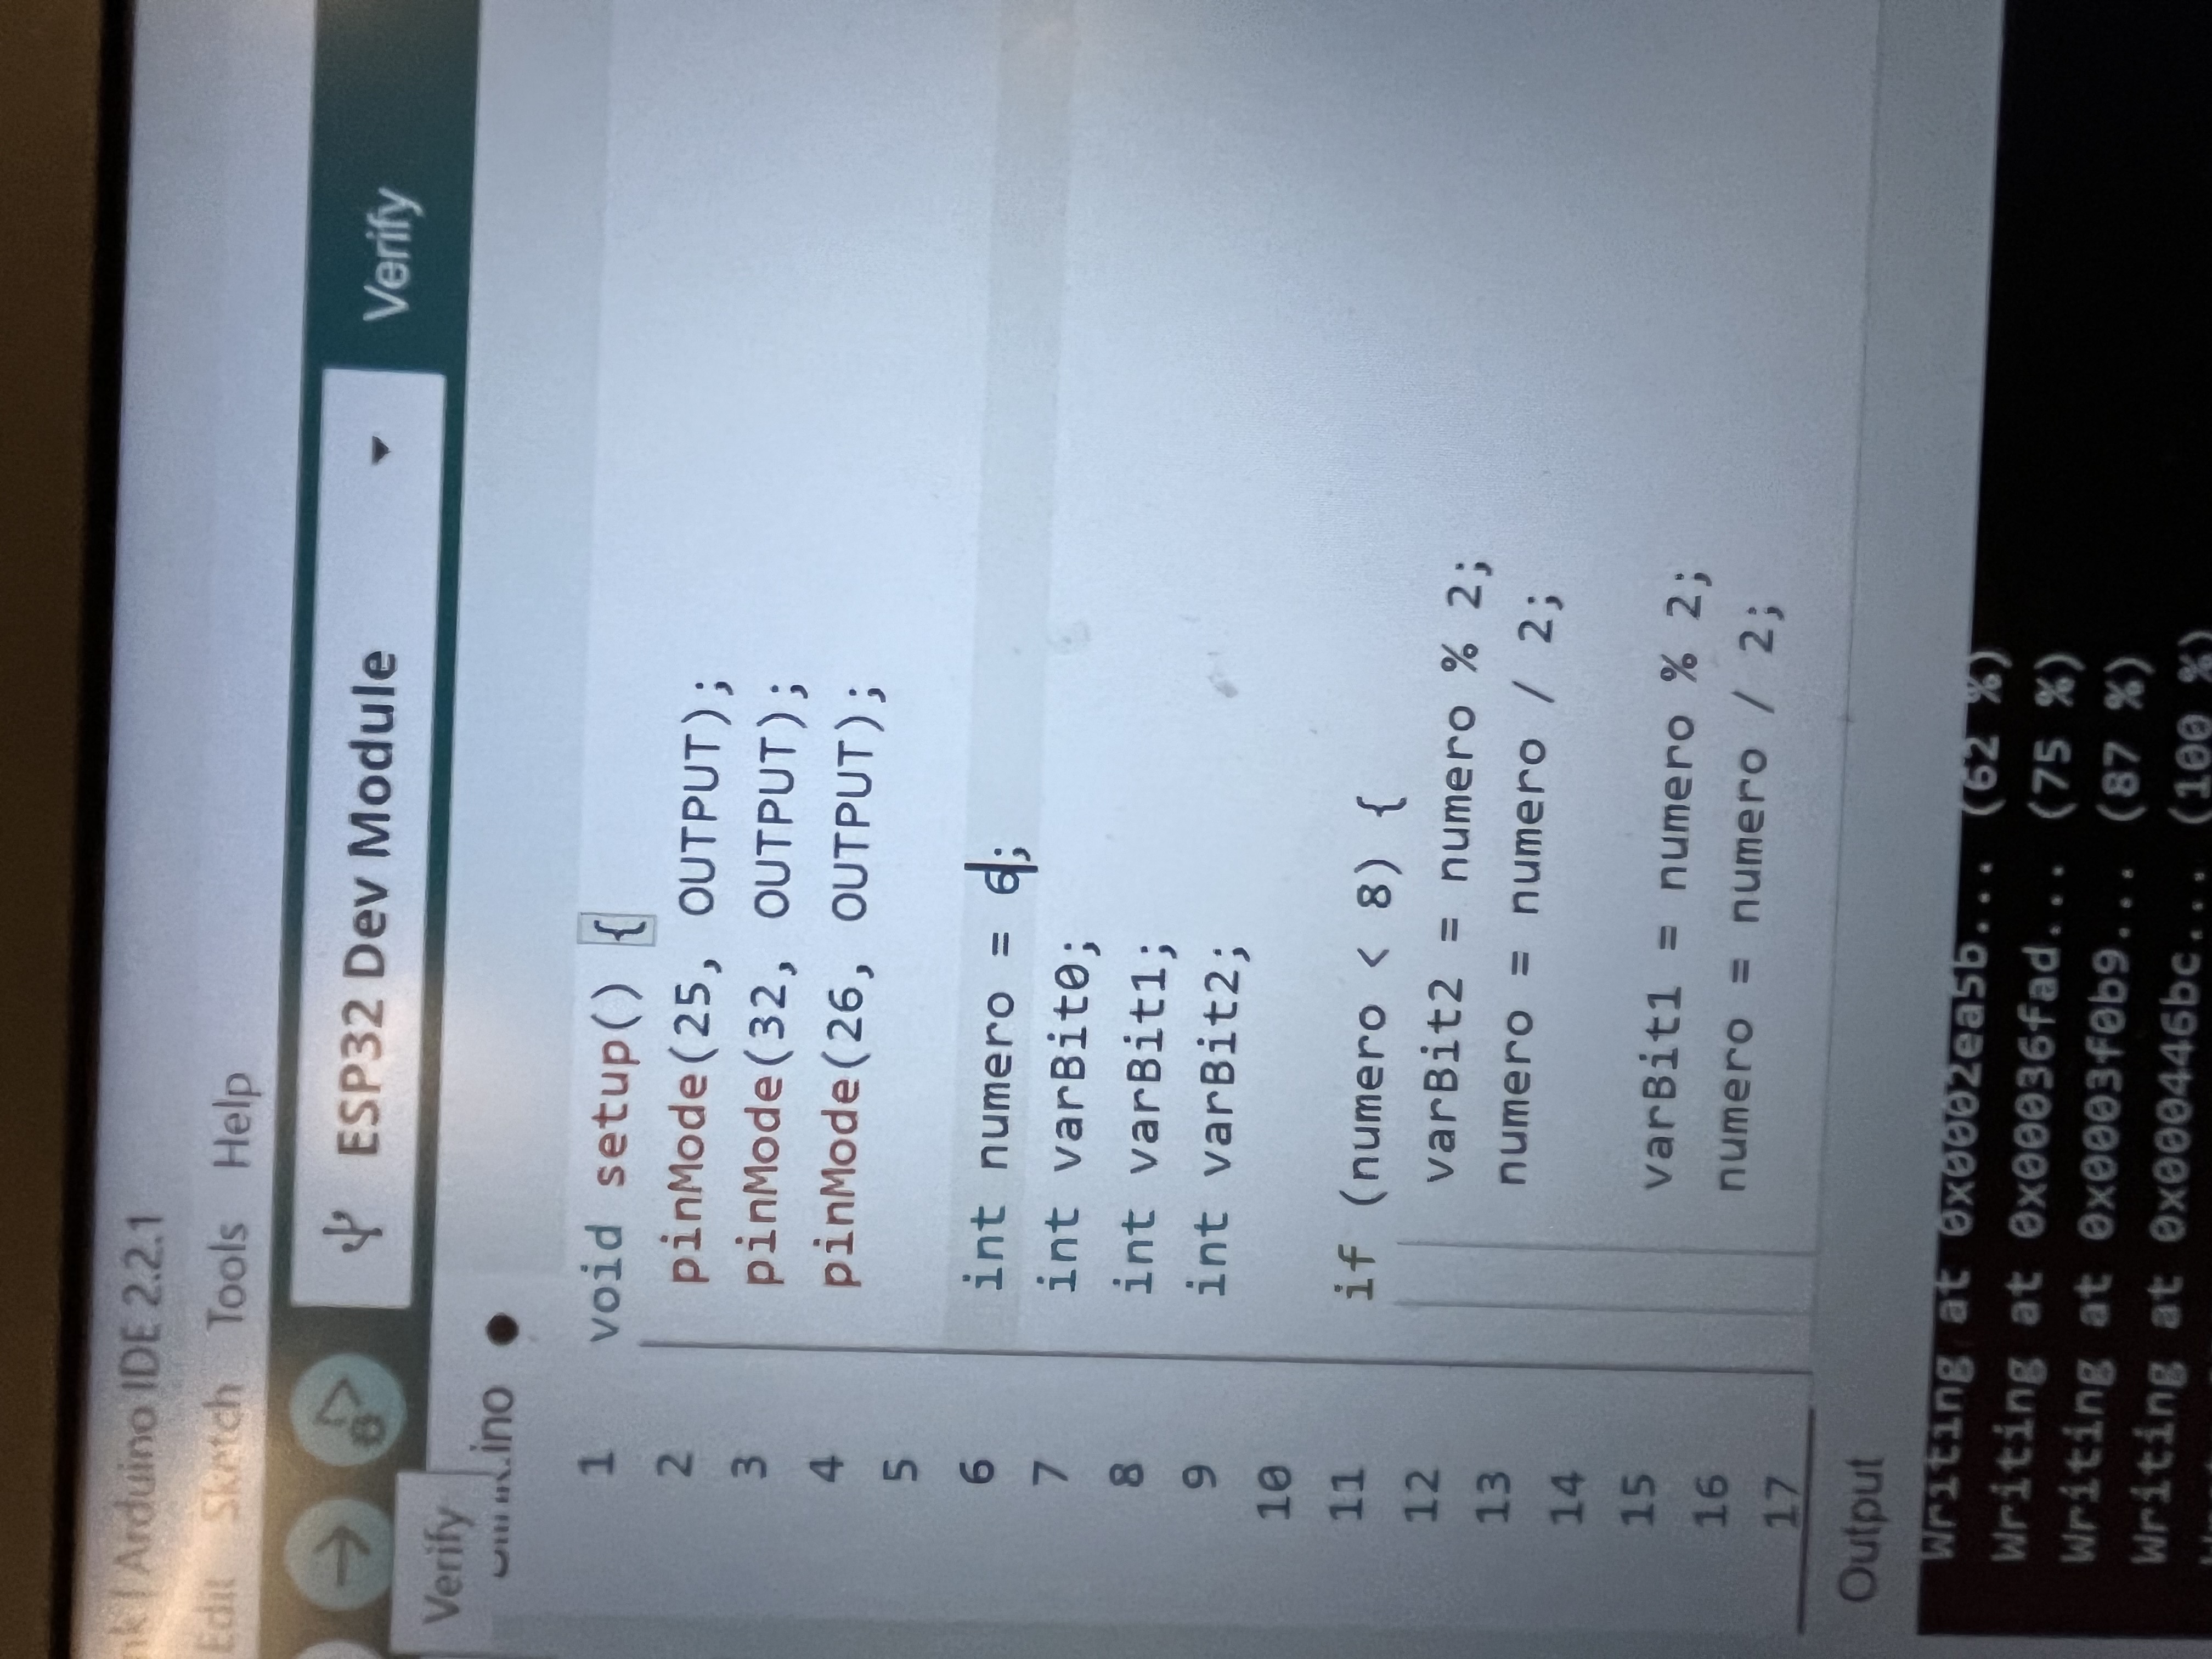 | Arduino IDE 2.2.1
Edit Sketch Tools Help
ESP32 Dev Module
Verify
Verify
.ino
1 void setup() {
2 pinMode(25, OUTPUT);
3 pinMode(32, OUTPUT);
4 pinMode(26, OUTPUT);
5
6 int numero = 6;
7 int varBit0;
8 int varBit1;
9 int varBit2;
10
11 if (numero < 8) {
12 varBit2 = numero % 2;
13 numero = numero / 2;
14
15 varBit1 = numero % 2;
16 numero = numero / 2;
17
Output
Writing at 0x0002ea5b... (62 %)
Writing at 0x00036fad... (75 %)
Writing at 0x0003f0b9... (87 %)
Writing at 0x000446bc... (100 %)